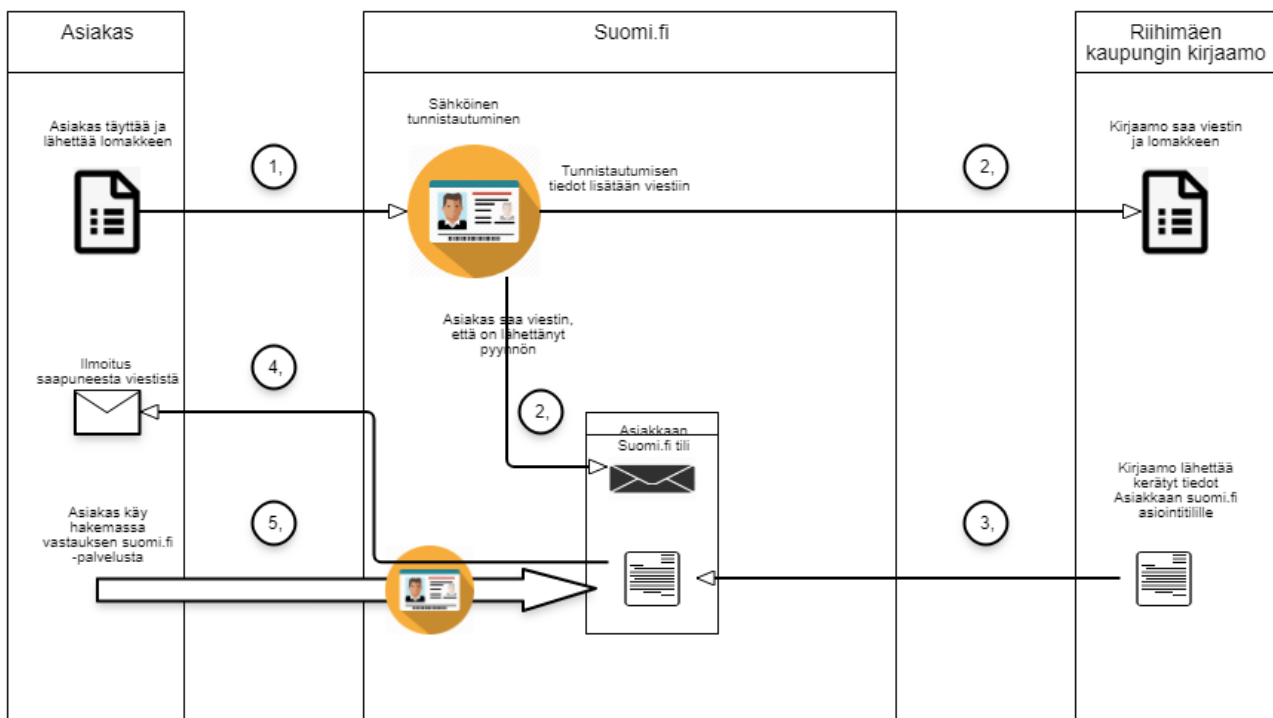 Asiakas
Suomi.fi
Riihimäen
kaupungin kirjaamo
Asiakas täyttää ja
lähettää lomakkeen
1,
Sähköinen
tunnistautuminen
Tunnistautumisen
tiedot lisätään viestiin
2,
Kirjaamo saa viestin
ja lomakkeen
Asiakas saa viestin,
että on lähettänyt
pyynnön
Ilmoitus
saapuneesta viestistä
4,
2,
Asiakkaan
Suomi.fi tili
Asiakas käy
hakemassa
vastauksen suomi.fi
-palvelusta
5,
3,
Kirjaamo lähettää
kerätyt tiedot
Asiakkaan suomi.fi
asiointitilille